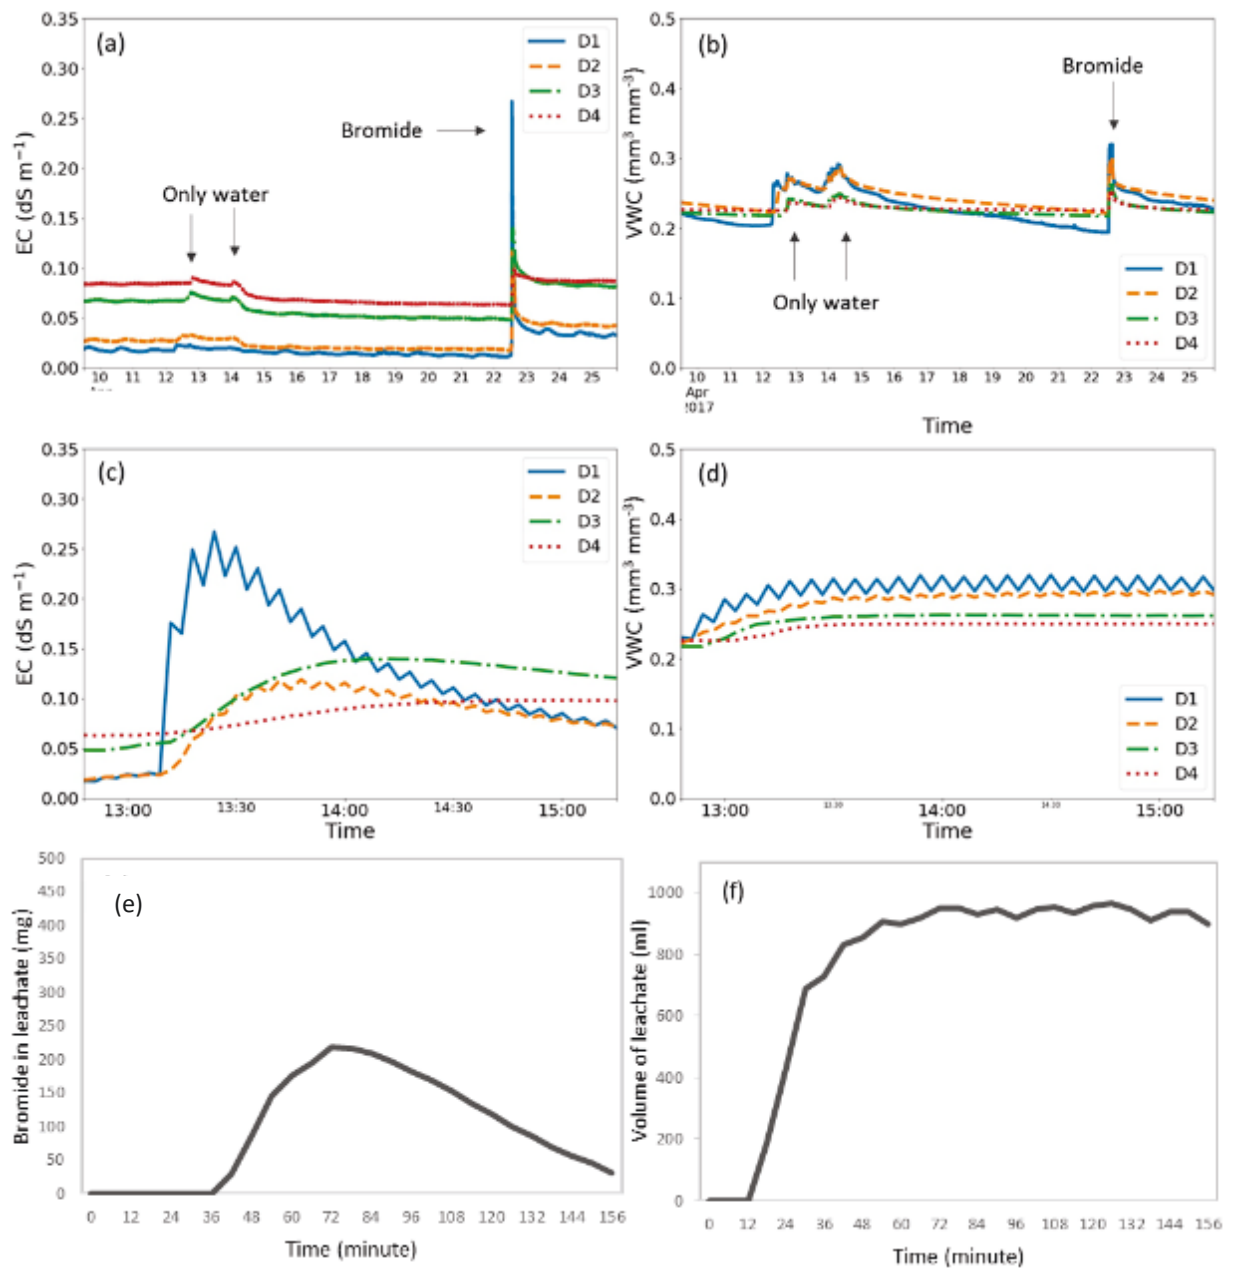 (a)
EC (dS m⁻¹)
0.35
0.30
0.25
0.20
0.15
0.10
0.05
0.00
D1
D2
D3
D4
Bromide
Only water
10 11 12 13 14 15 16 17 18 19 20 21 22 23 24 25
(b)
VWC (mm³ mm⁻³)
0.5
0.4
0.3
0.2
0.1
0.0
Bromide
Only water
D1
D2
D3
D4
10 11 12 13 14 15 16 17 18 19 20 21 22 23 24 25
Apr
2017
Time
(c)
EC (dS m⁻¹)
0.35
0.30
0.25
0.20
0.15
0.10
0.05
0.00
D1
D2
D3
D4
13:00 13:30 14:00 14:30 15:00
Time
(d)
VWC (mm³ mm⁻³)
0.5
0.4
0.3
0.2
0.1
0.0
D1
D2
D3
D4
13:00 13:30 14:00 14:30 15:00
Time
(e)
Bromide in leachate (mg)
500
450
400
350
300
250
200
150
100
50
0
0 12 24 36 48 60 72 84 96 108 120 132 144 156
Time (minute)
(f)
Volume of leachate (ml)
1000
800
600
400
200
0
0 12 24 36 48 60 72 84 96 108 120 132 144 156
Time (minute)